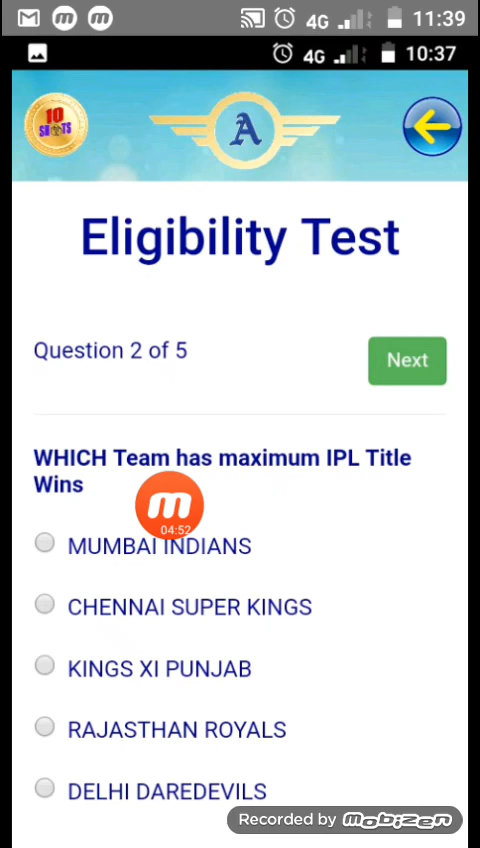 4G 11:39
4G 10:37
10
SHOTS
A
Eligibility Test
Question 2 of 5
Next
WHICH Team has maximum IPL Title
Wins
m
04:52
MUMBAI INDIANS
CHENNAI SUPER KINGS
KINGS XI PUNJAB
RAJASTHAN ROYALS
DELHI DAREDEVILS
Recorded by mobizen